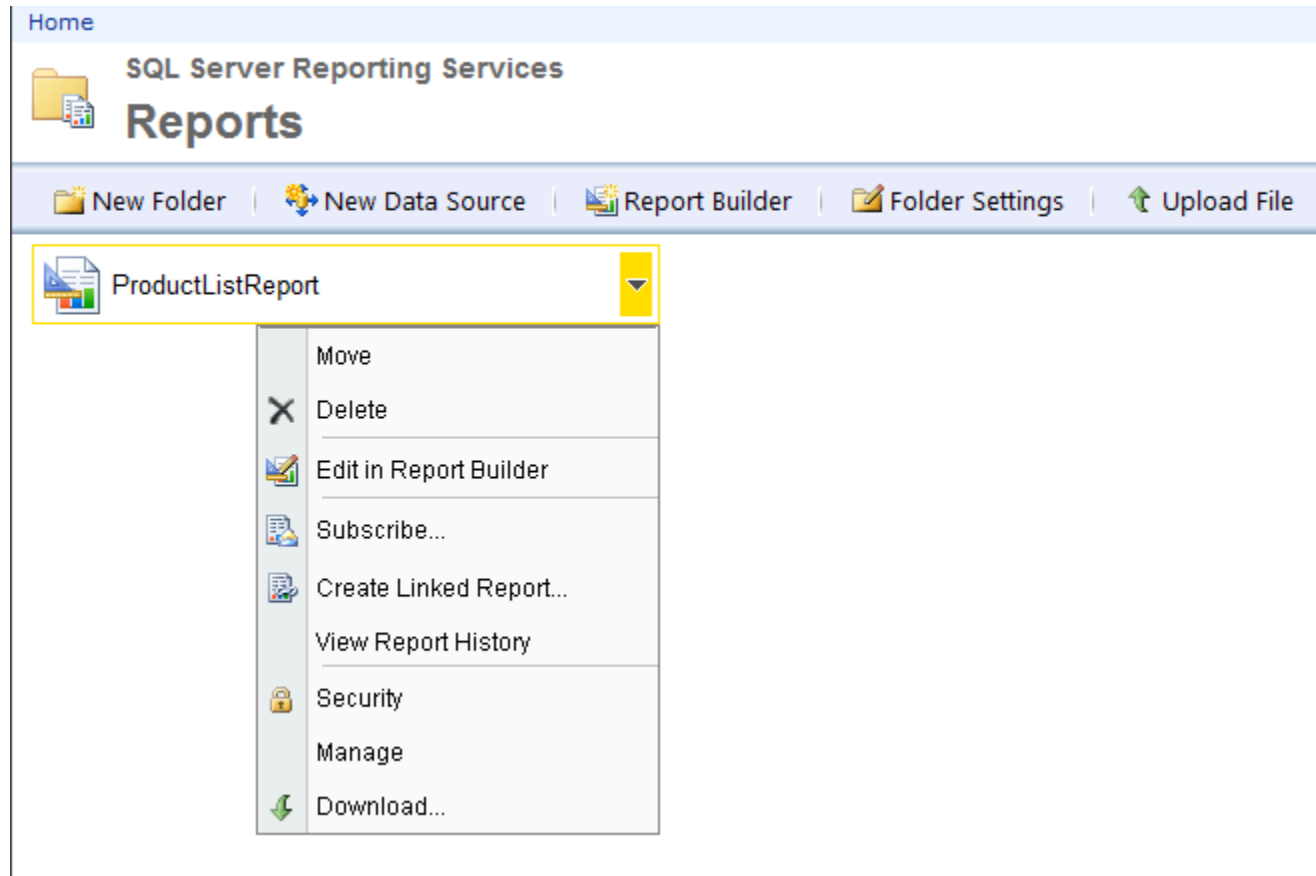 Home
SQL Server Reporting Services
Reports
New Folder New Data Source Report Builder Folder Settings Upload File
ProductListReport
Move
Delete
Edit in Report Builder
Subscribe...
Create Linked Report...
View Report History
Security
Manage
Download...